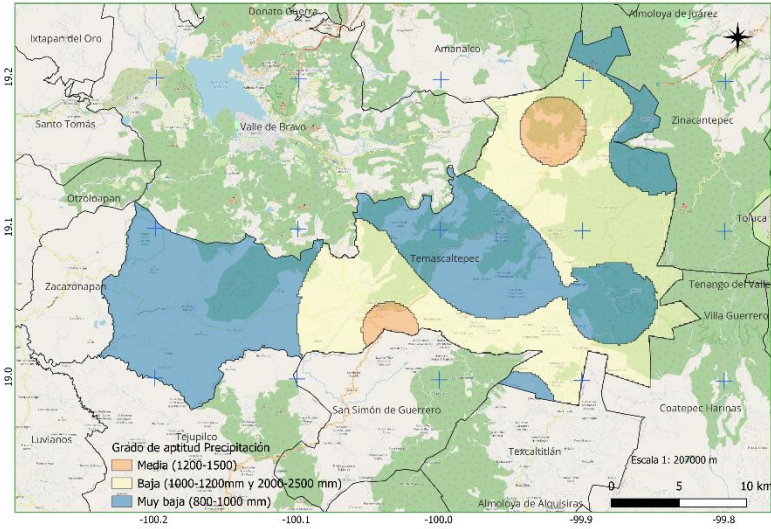 Donato Guerra
Almoloya de Juárez
Ixtapan del Oro
Amanalco
19.2
Santo Tomás
Valle de Bravo
Zinacantepec
Otzoloapan
Toluca
19.1
Temascaltepec
Zacazonapan
Tenango del Valle
Villa Guerrero
19.0
San Simón de Guerrero
Coatepec Harinas
Luvianos
Tejupilco
Texcaltitlán
Grado de aptitud Precipitación
Media (1200-1500)
Baja (1000-1200mm y 2000-2500 mm)
Muy baja (800-1000 mm)
Escala 1: 207000 m
0 5 10 km
Almoloya de Alquisiras
-100.2 -100.1 -100.0 -99.9 -99.8